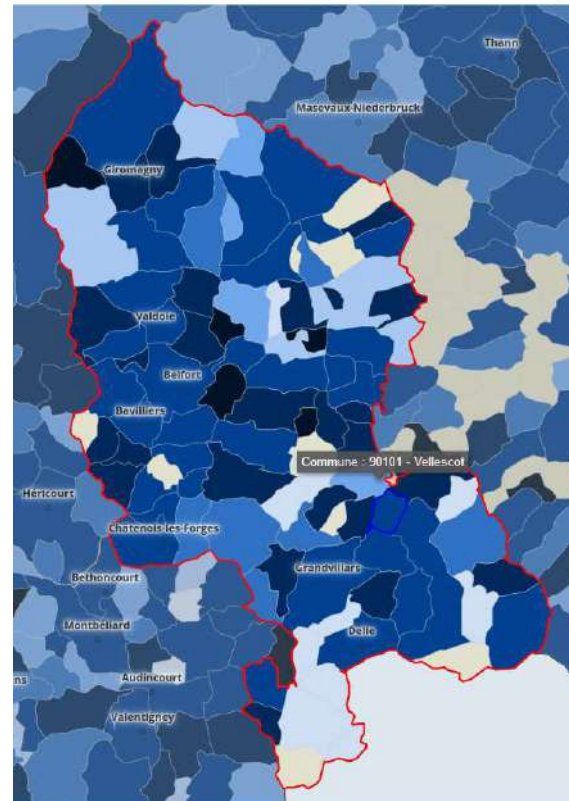 Thann
Masevaux-Niederbruck
Giromagny
Valdoie
Belfort
Bavilliers
Commune : 90101 - Vellescot
Héricourt
Chatenois-les-Forges
Grandvillars
Bethoncourt
Montbéliard
Delle
Audincourt
ns
Valentigney